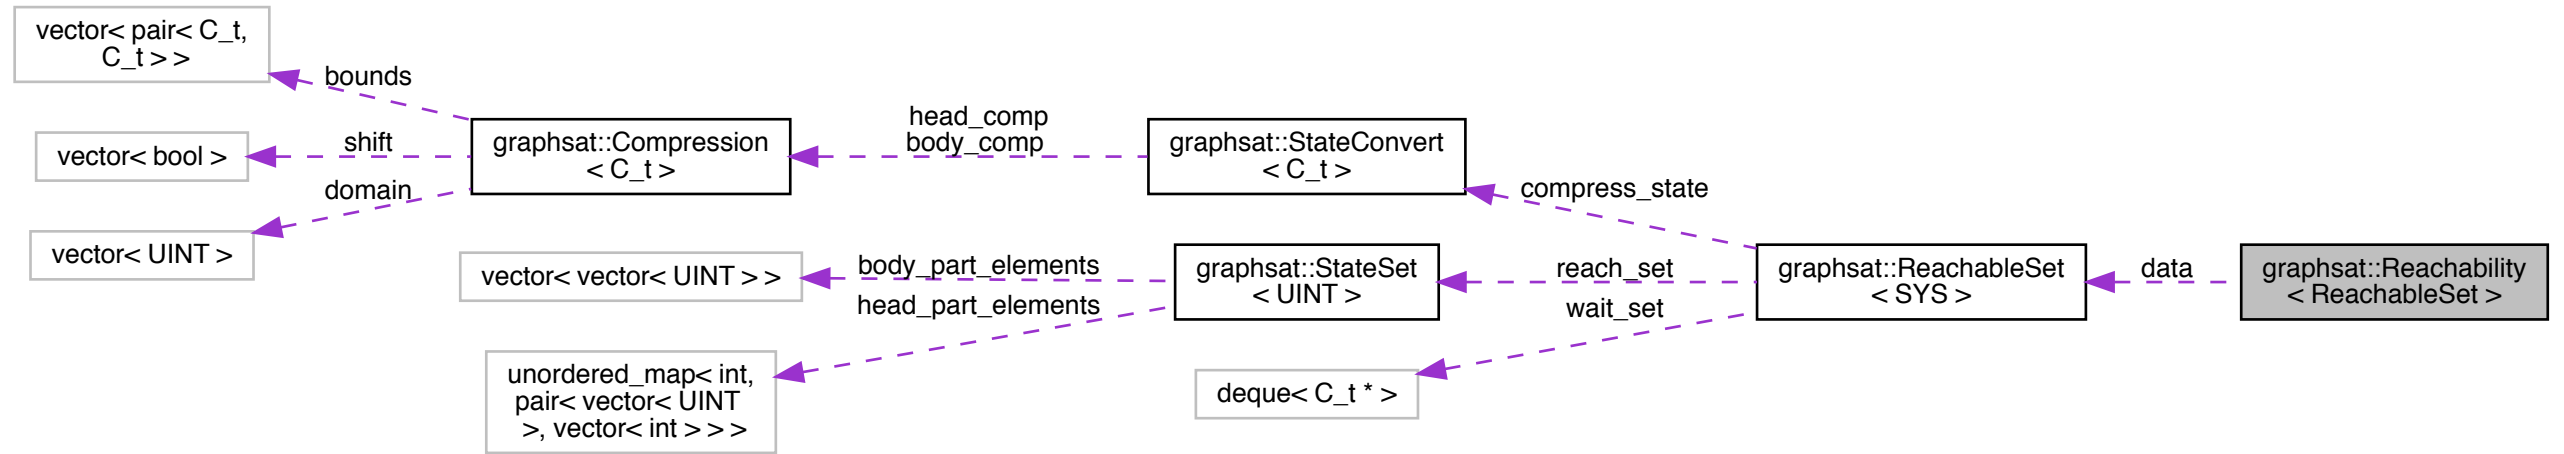 vector< pair< C_t,
C_t > >
bounds
vector< bool >
shift
domain
vector< UINT >
graphsat::Compression
< C_t >
head_comp
body_comp
graphsat::StateConvert
< C_t >
compress_state
vector< vector< UINT > >
body_part_elements
head_part_elements
unordered_map< int,
pair< vector< UINT
>, vector< int > > >
graphsat::StateSet
< UINT >
reach_set
wait_set
deque< C_t * >
graphsat::ReachableSet
< SYS >
data
graphsat::Reachability
< ReachableSet >